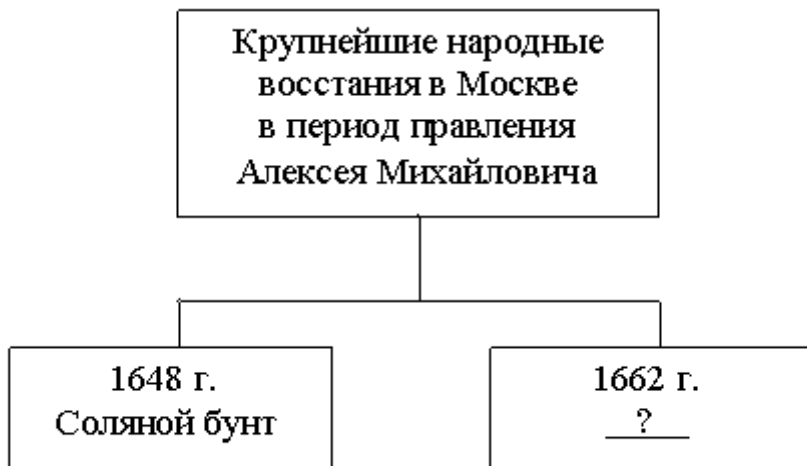 Крупнейшие народные
восстания в Москве
в период правления
Алексея Михайловича
1648 г.
Соляной бунт
1662 г.
?